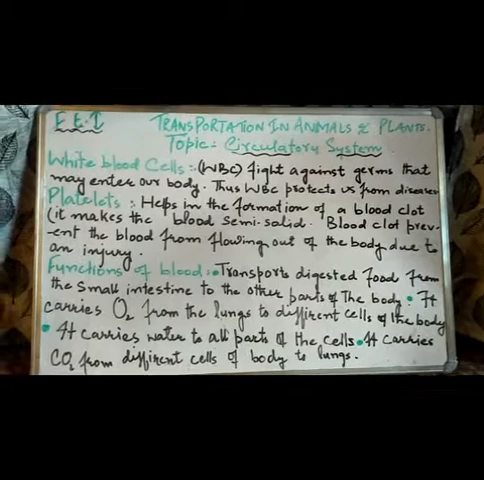 E E.I TRANSPORTATION IN ANIMALS & PLANTS.
Topic:- Circulatory System
White blood Cells:- (WBC) fight against germs that
may enter our body. Thus WBC protects us from diseases
Platelets : Helps in the formation of a blood clot
(it makes the blood semi-solid. Blood clot prev-
ent the blood from flowing out of the body due to
an injury.
Functions of blood:• Transports digested food from
the small intestine to the other parts of The body • It
carries O2 from the lungs to diffirent cells of the body
• It carries water to all parts of the cells • It carries
CO2 from diffirent cells of body to lungs.